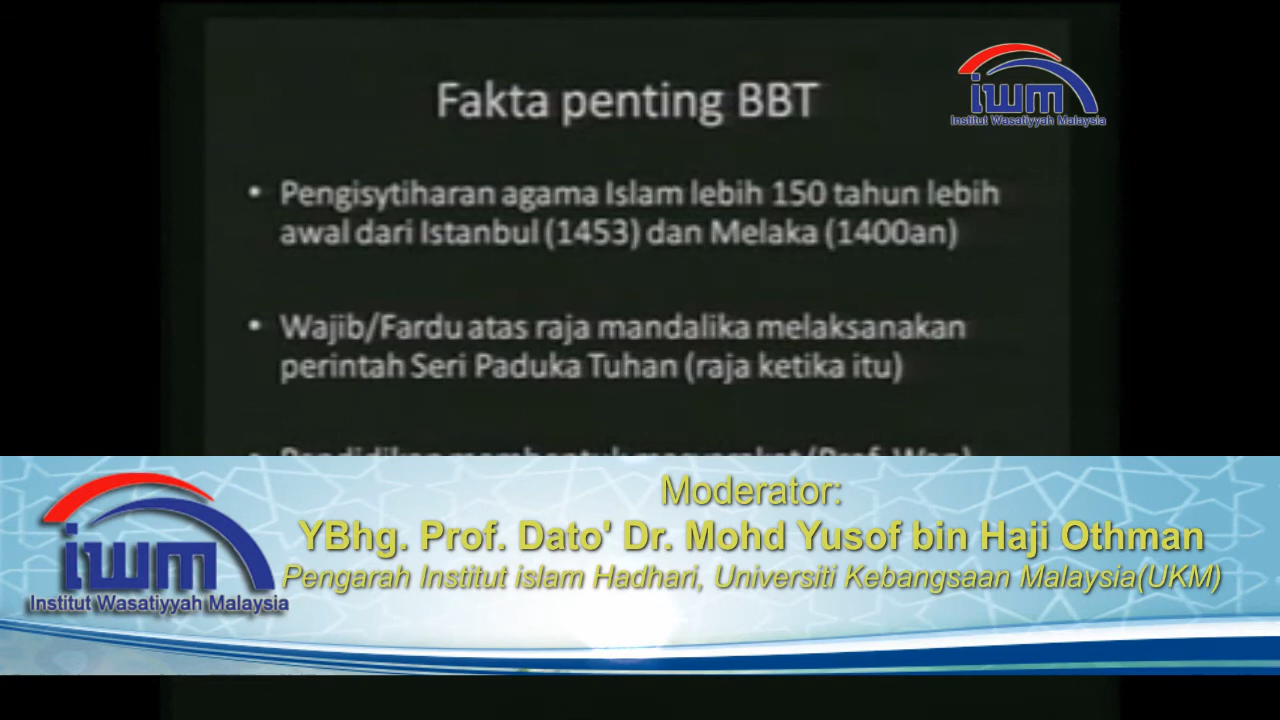 Fakta penting BBT
iwm
Institut Wasatiyyah Malaysia
• Pengisytiharan agama Islam lebih 150 tahun lebih
awal dari Istanbul (1453) dan Melaka (1400an)
• Wajib/Fardu atas raja mandalika melaksanakan
perintah Seri Paduka Tuhan (raja ketika itu)
Moderator:
YBhg. Prof. Dato' Dr. Mohd Yusof bin Haji Othman
Pengarah Institut islam Hadhari, Universiti Kebangsaan Malaysia(UKM)
iwm
Institut Wasatiyyah Malaysia